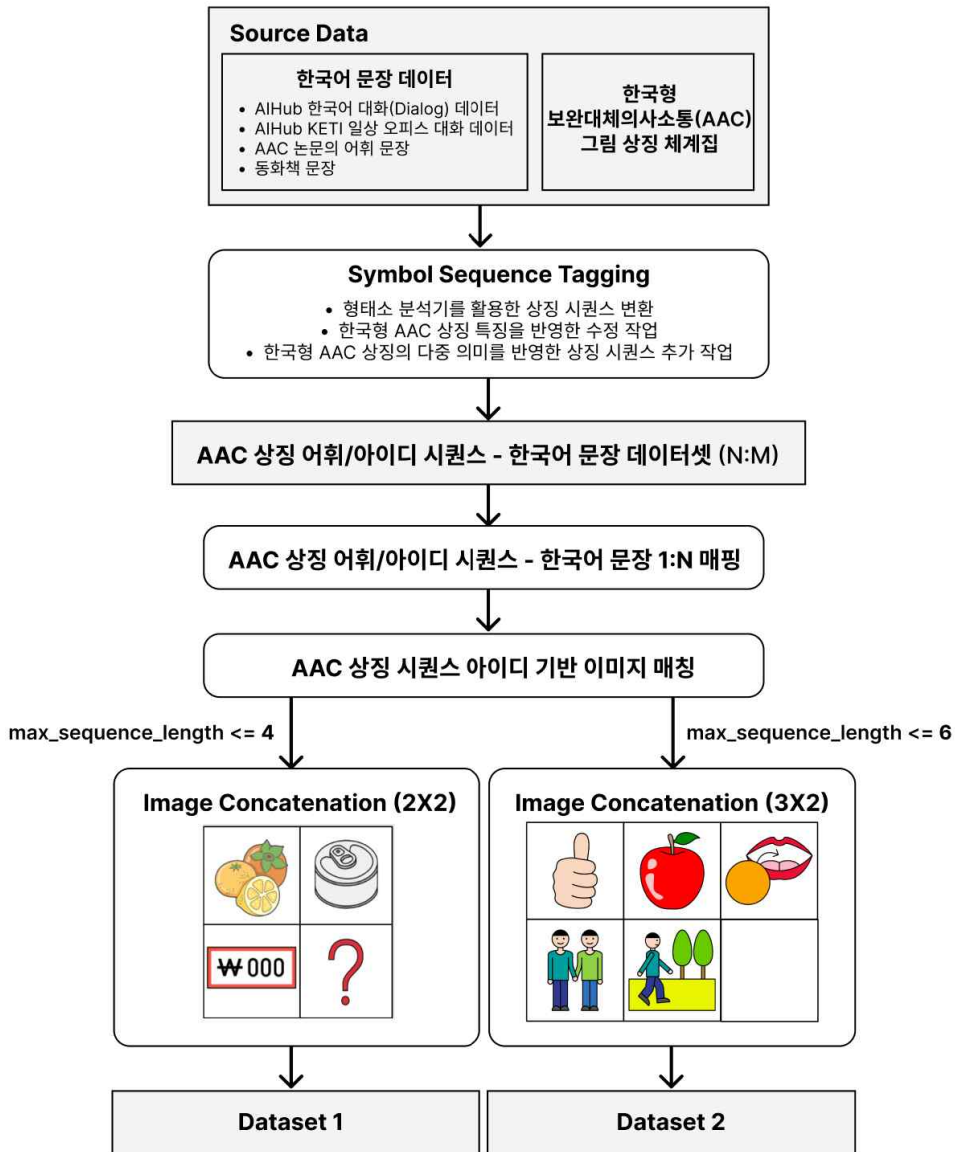 Source Data
한국어 문장 데이터
• AIHub 한국어 대화(Dialog) 데이터
• AIHub KETI 일상 오피스 대화 데이터
• AAC 논문의 어휘 문장
• 동화책 문장
한국형
보완대체의사소통(AAC)
그림 상징 체계집
Symbol Sequence Tagging
• 형태소 분석기를 활용한 상징 시퀀스 변환
• 한국형 AAC 상징 특징을 반영한 수정 작업
• 한국형 AAC 상징의 다중 의미를 반영한 상징 시퀀스 추가 작업
AAC 상징 어휘/아이디 시퀀스 - 한국어 문장 데이터셋 (N:M)
AAC 상징 어휘/아이디 시퀀스 - 한국어 문장 1:N 매핑
AAC 상징 시퀀스 아이디 기반 이미지 매칭
max_sequence_length <= 4
max_sequence_length <= 6
Image Concatenation (2X2)
Image Concatenation (3X2)
₩ 000
?
Dataset 1
Dataset 2